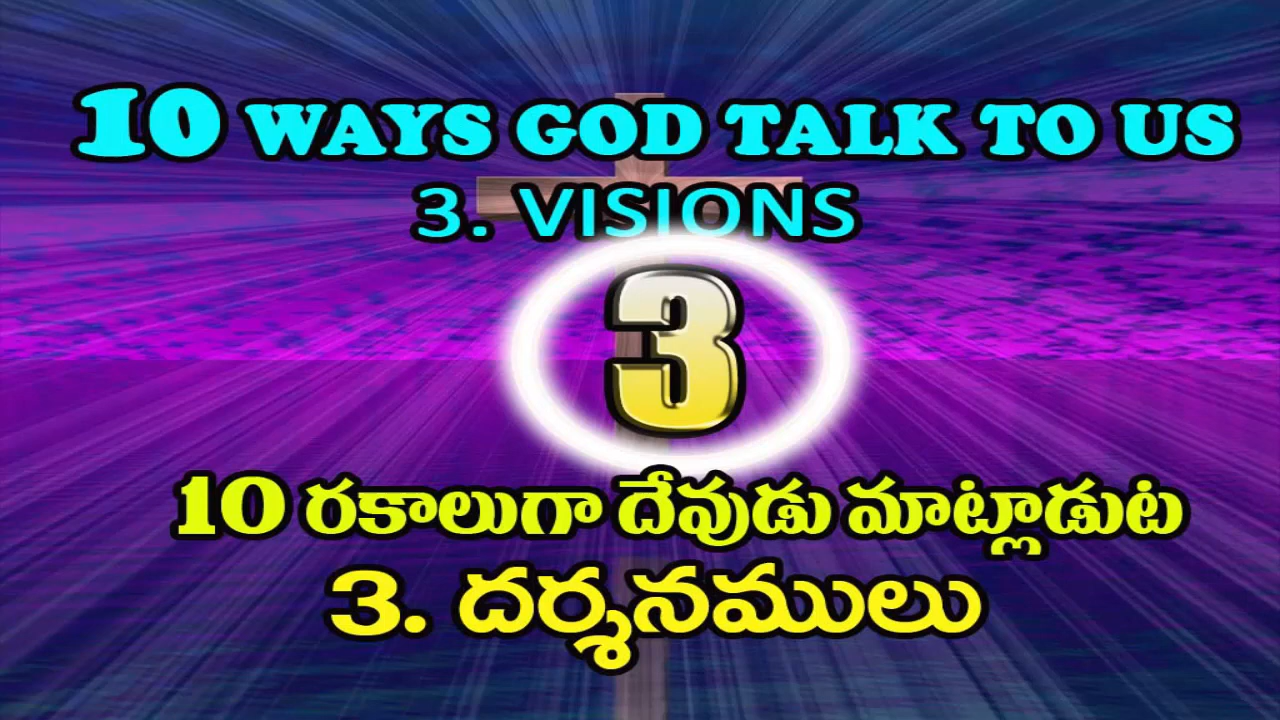 10 WAYS GOD TALK TO US
3. VISIONS
3
10 రకాలుగా దేవుడు మాట్లాడుట
3. దర్శనములు